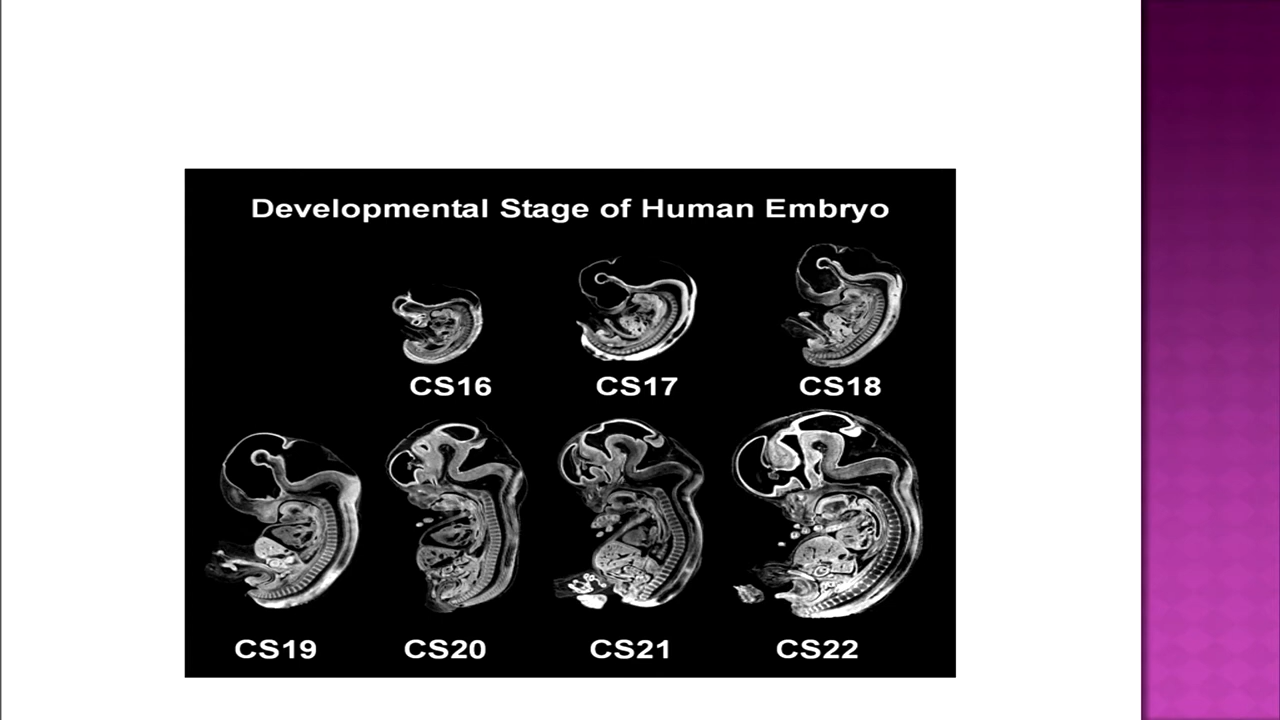 Developmental Stage of Human Embryo
CS16 CS17 CS18
CS19 CS20 CS21 CS22